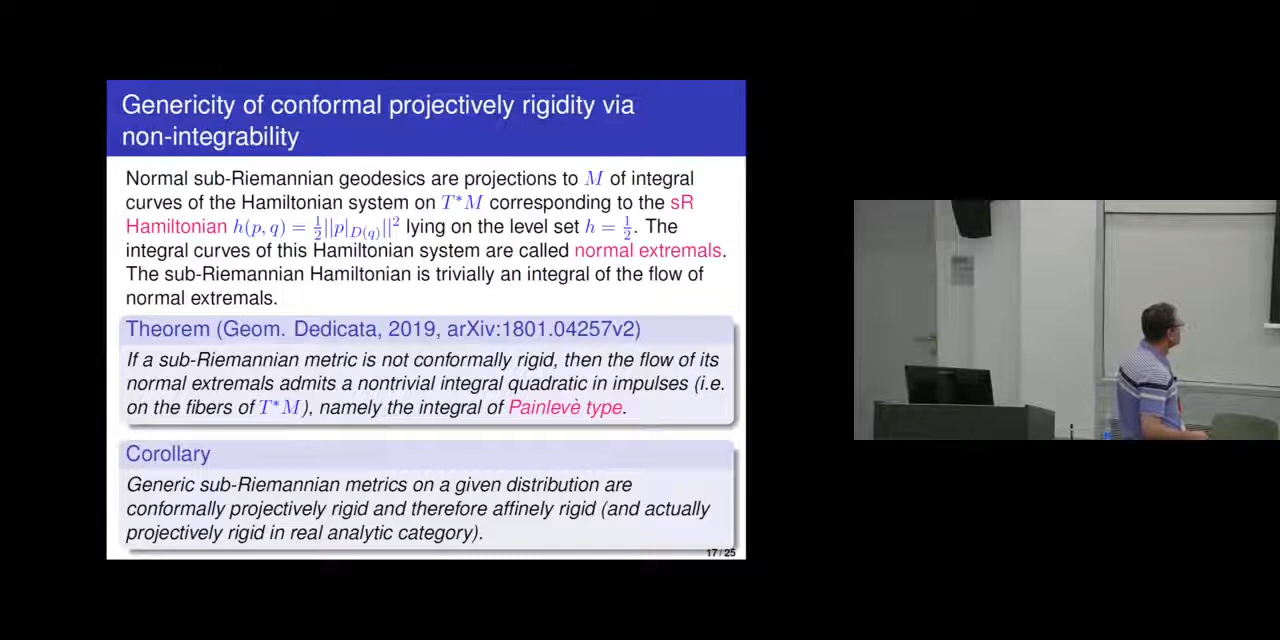 Genericity of conformal projectively rigidity via
non-integrability
Normal sub-Riemannian geodesics are projections to M of integral
curves of the Hamiltonian system on T*M corresponding to the sR
Hamiltonian h(p, q) = ½||p|_{D(q)}||² lying on the level set h = ½. The
integral curves of this Hamiltonian system are called normal extremals.
The sub-Riemannian Hamiltonian is trivially an integral of the flow of
normal extremals.
Theorem (Geom. Dedicata, 2019, arXiv:1801.04257v2)
If a sub-Riemannian metric is not conformally rigid, then the flow of its
normal extremals admits a nontrivial integral quadratic in impulses (i.e.
on the fibers of T*M), namely the integral of Painlevè type.
Corollary
Generic sub-Riemannian metrics on a given distribution are
conformally projectively rigid and therefore affinely rigid (and actually
projectively rigid in real analytic category).
17 / 25